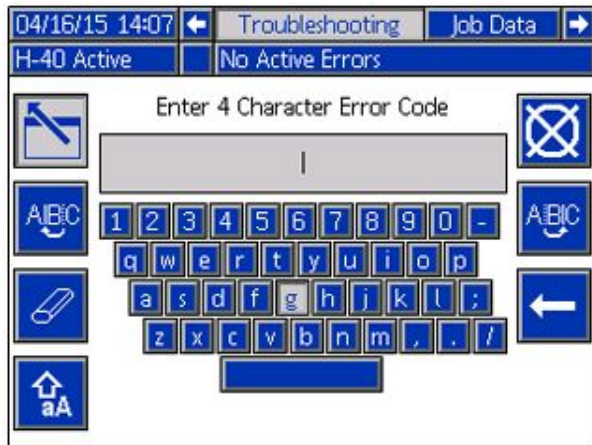 04/16/15 14:07 Troubleshooting Job Data
H-40 Active No Active Errors
Enter 4 Character Error Code
ABC 1 2 3 4 5 6 7 8 9 0 - ABC
q w e r t y u i o p
a s d f g h j k l ;
z x c v b n m , . /
aA